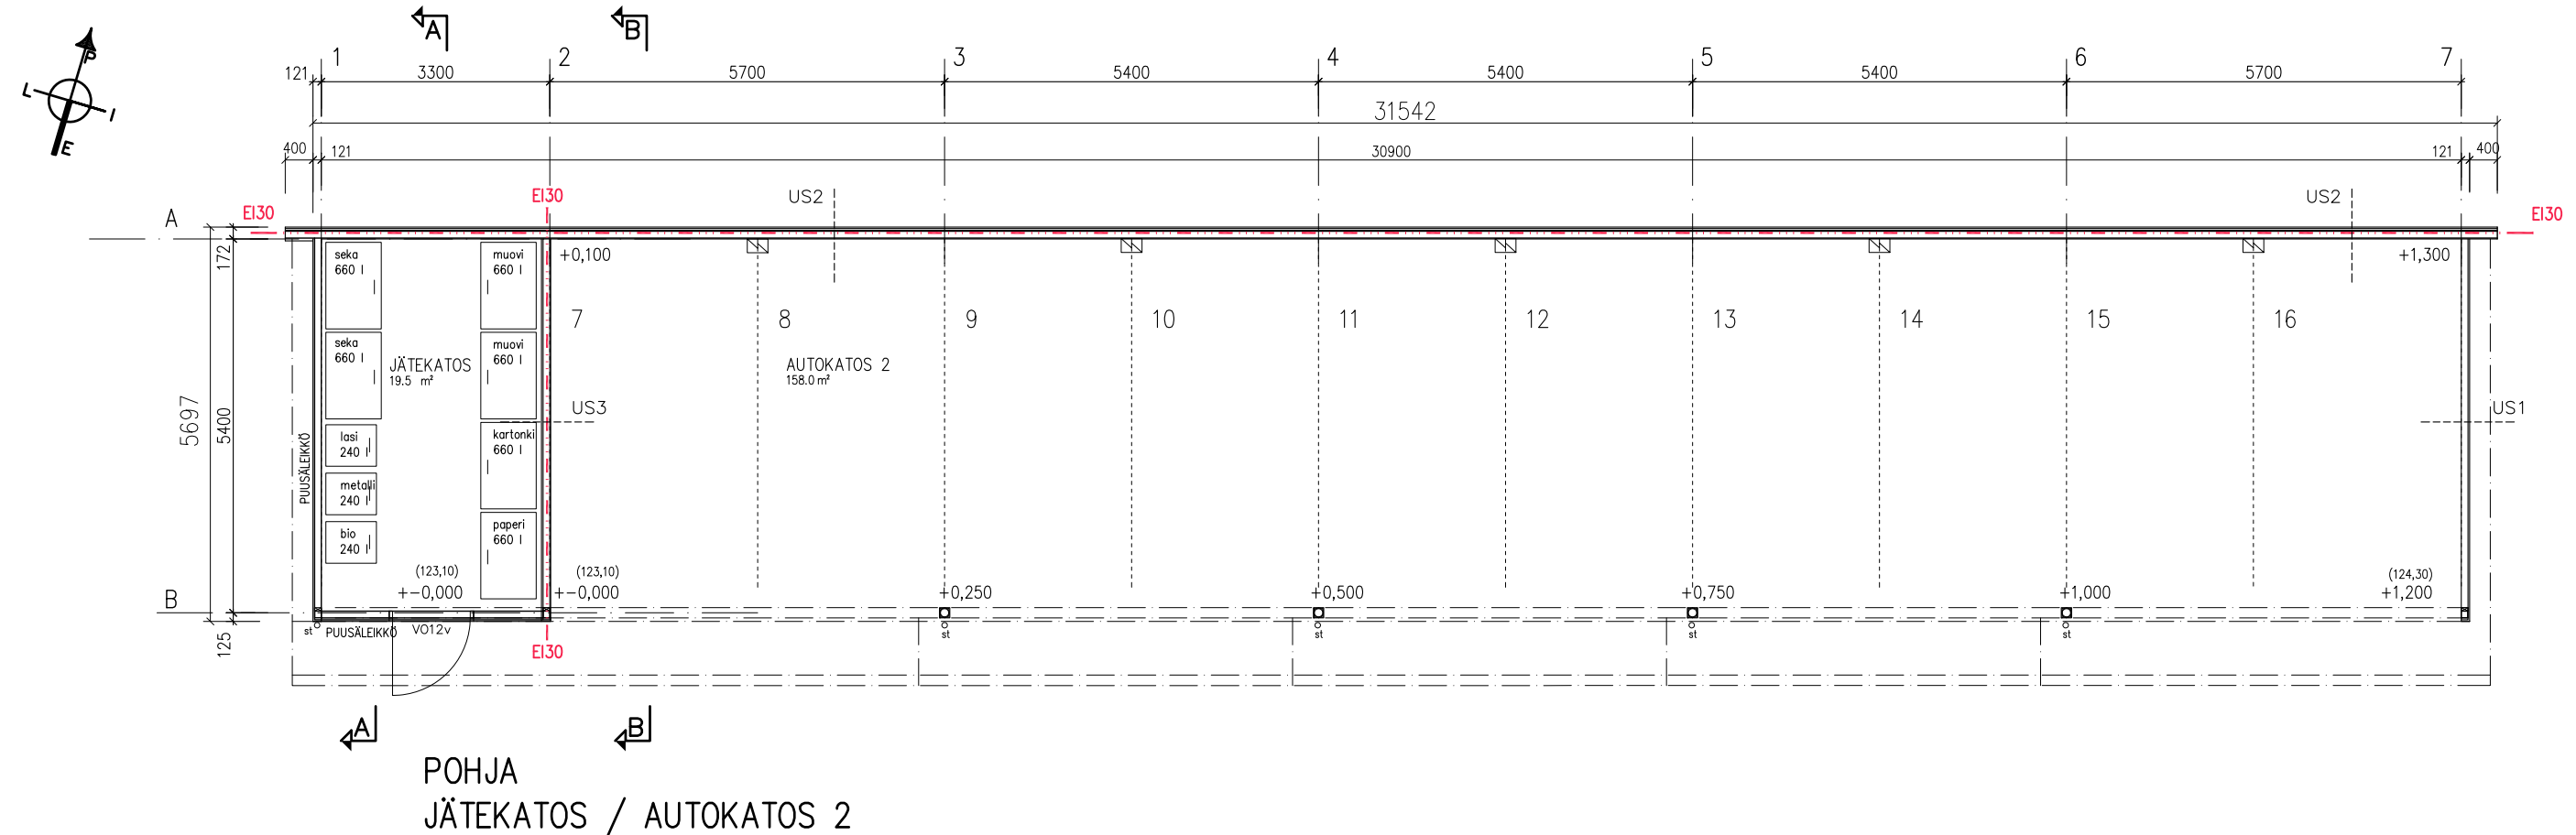 A
B
P
L
I
E
1
2
3
4
5
6
7
121
3300
5700
5400
5400
5400
5700
31542
400
121
30900
121
400
EI30
EI30
US2
US2
EI30
A
172
5697
5400
B
125
seka
660 l
muovi
660 l
+0,100
+1,300
seka
660 l
muovi
660 l
JÄTEKATOS
19.5 m²
7
8
9
10
11
12
13
14
15
16
AUTOKATOS 2
158.0 m²
US3
US1
PUUSÄLEIKKÖ
lasi
240 l
kartonki
660 l
metalli
240 l
bio
240 l
paperi
660 l
(123,10)
+-0,000
(123,10)
+-0,000
+0,250
+0,500
+0,750
+1,000
(124,30)
+1,200
st
PUUSÄLEIKKÖ
VO12v
st
st
st
st
EI30
A
B
POHJA
JÄTEKATOS / AUTOKATOS 2